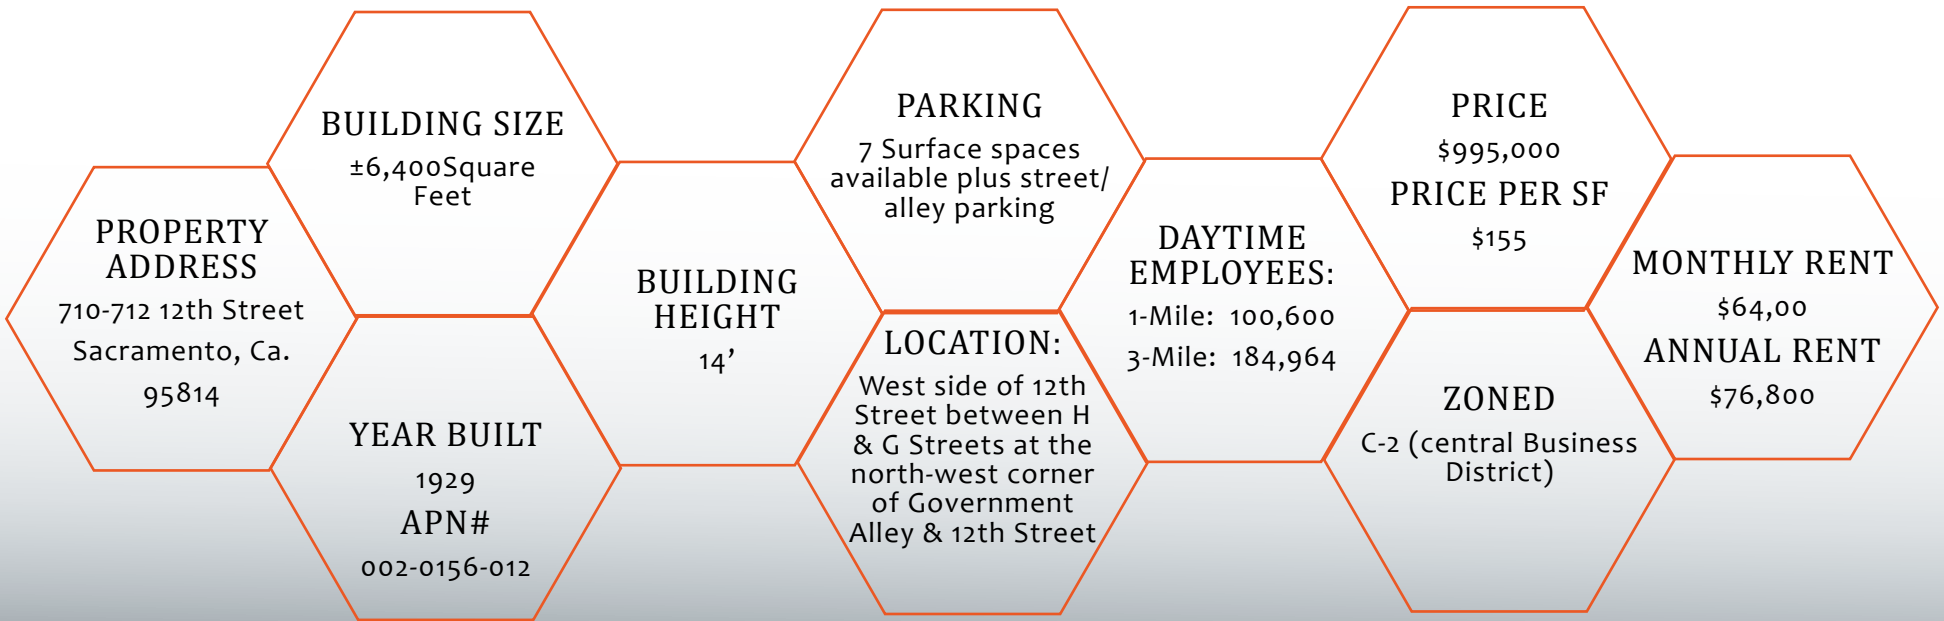 PROPERTY
ADDRESS
710-712 12th Street
Sacramento, Ca.
95814
BUILDING SIZE
±6,400Square
Feet
YEAR BUILT
1929
APN#
002-0156-012
BUILDING
HEIGHT
14’
PARKING
7 Surface spaces
available plus street/
alley parking
LOCATION:
West side of 12th
Street between H
& G Streets at the
north-west corner
of Government
Alley & 12th Street
DAYTIME
EMPLOYEES:
1-Mile: 100,600
3-Mile: 184,964
PRICE
$995,000
PRICE PER SF
$155
ZONED
C-2 (central Business
District)
MONTHLY RENT
$64,00
ANNUAL RENT
$76,800